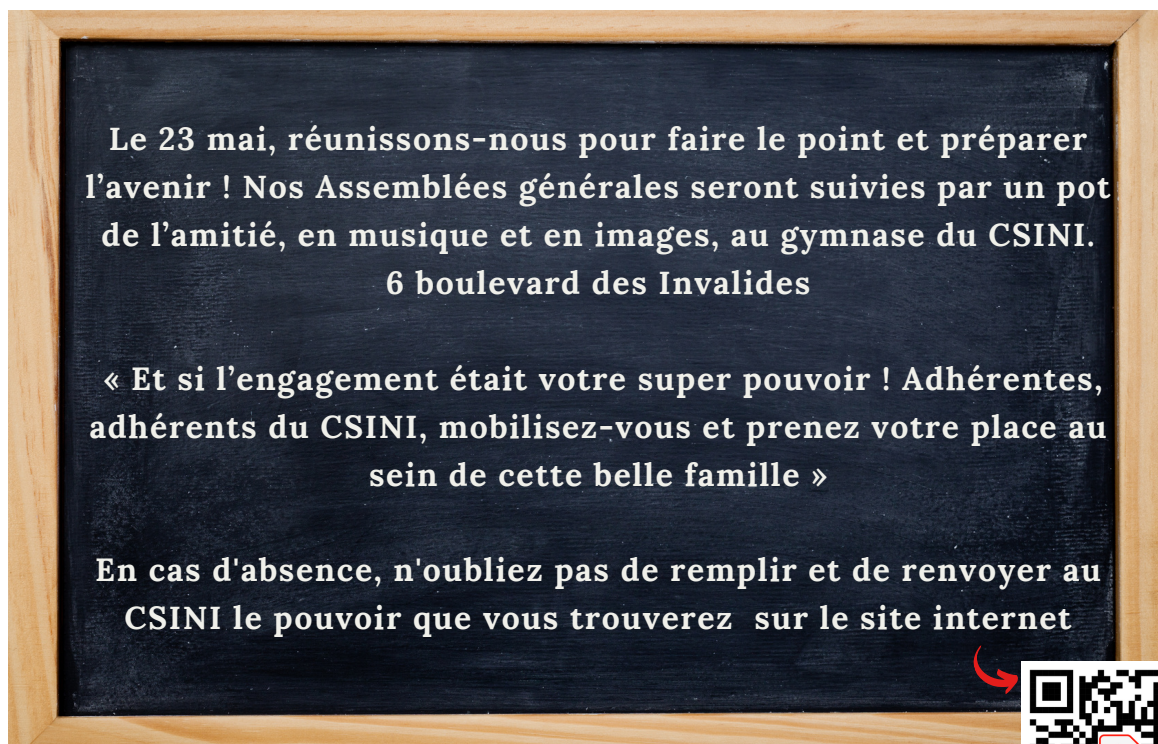 Le 23 mai, réunissons-nous pour faire le point et préparer
l’avenir ! Nos Assemblées générales seront suivies par un pot
de l’amitié, en musique et en images, au gymnase du CSINI.
6 boulevard des Invalides
« Et si l’engagement était votre super pouvoir ! Adhérentes,
adhérents du CSINI, mobilisez-vous et prenez votre place au
sein de cette belle famille »
En cas d'absence, n'oubliez pas de remplir et de renvoyer au
CSINI le pouvoir que vous trouverez  sur le site internet